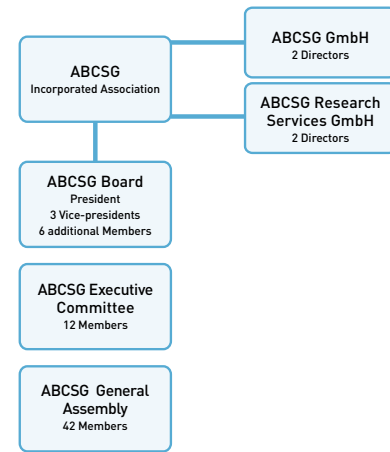 ABCSG
Incorporated Association
ABCSG GmbH
2 Directors
ABCSG Research
Services GmbH
2 Directors
ABCSG Board
President
3 Vice-presidents
6 additional Members
ABCSG Executive
Committee
12 Members
ABCSG General
Assembly
42 Members